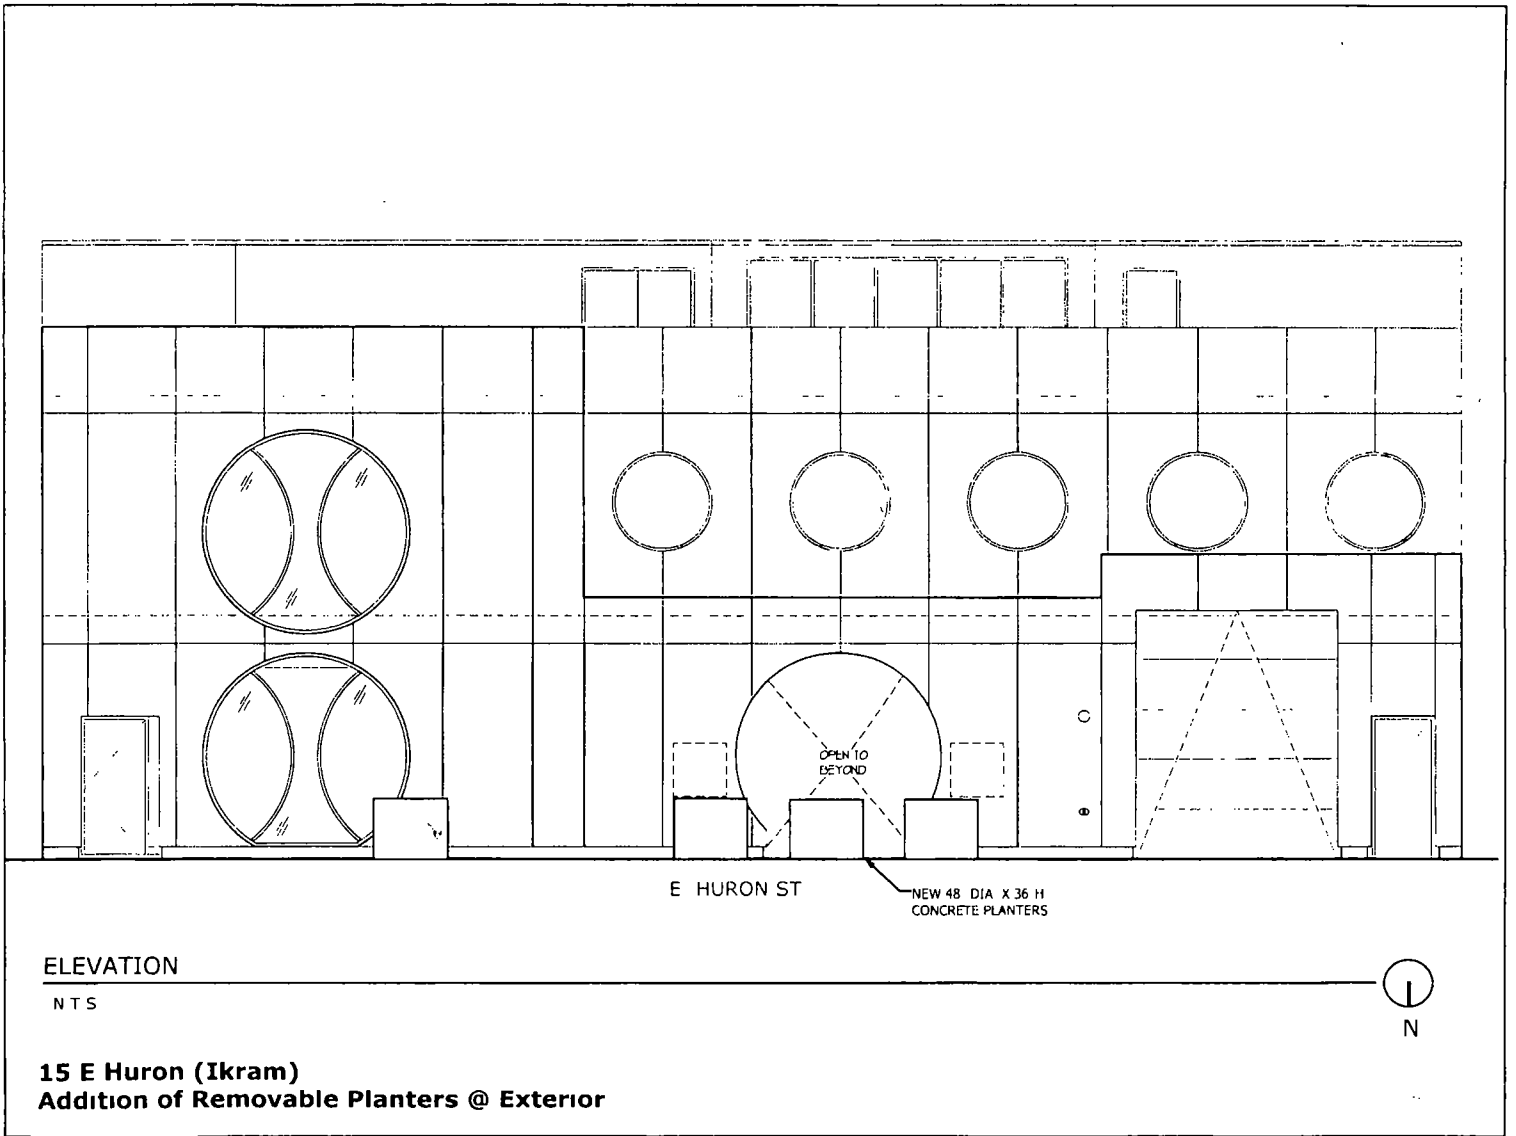 OPEN TO
BEYOND
E HURON ST
NEW 48 DIA X 36 H
CONCRETE PLANTERS
ELEVATION
N T S
N
15 E Huron (Ikram)
Addition of Removable Planters @ Exterior